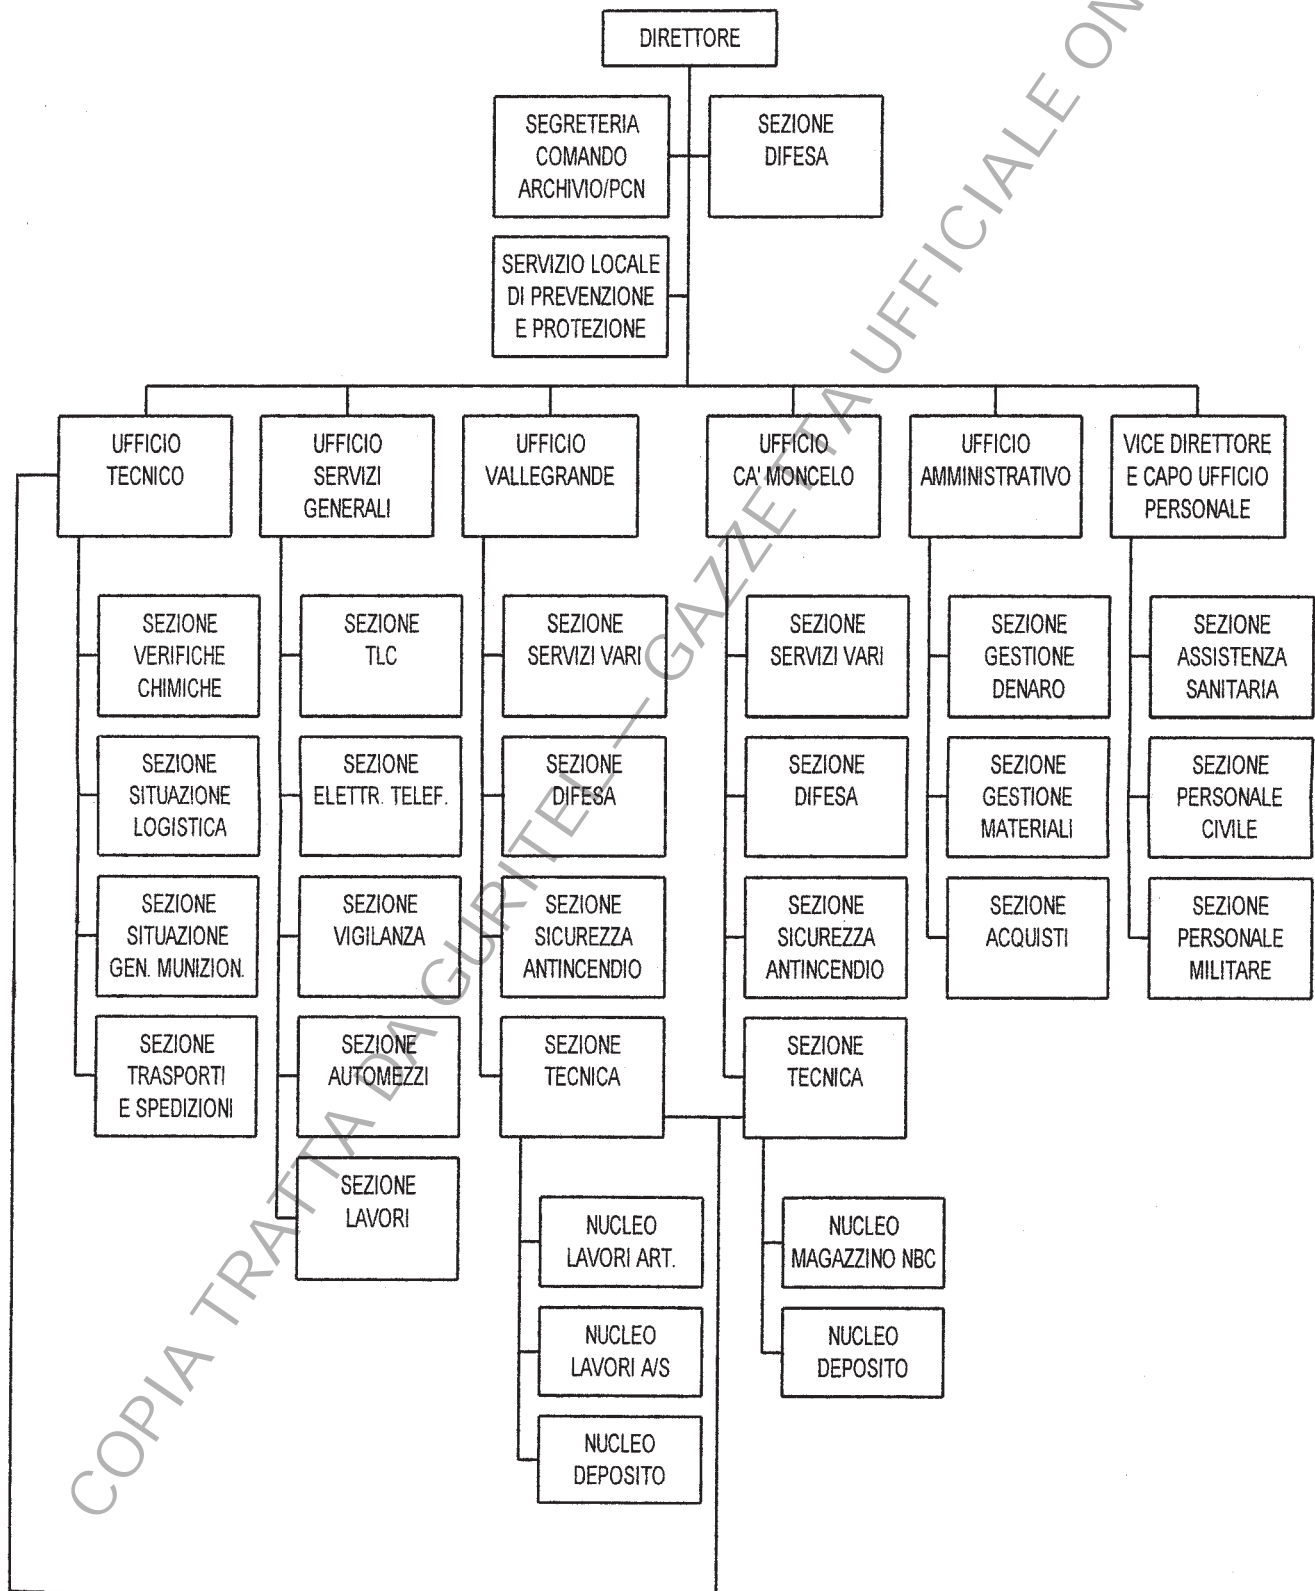 DIRETTORE
SEGRETERIA
COMANDO
ARCHIVIO/PCN
SEZIONE
DIFESA
SERVIZIO LOCALE
DI PREVENZIONE
E PROTEZIONE
UFFICIO
TECNICO
UFFICIO
SERVIZI
GENERALI
UFFICIO
VALLEGRANDE
UFFICIO
CA' MONCELO
UFFICIO
AMMINISTRATIVO
VICE DIRETTORE
E CAPO UFFICIO
PERSONALE
SEZIONE
VERIFICHE
CHIMICHE
SEZIONE
SITUAZIONE
LOGISTICA
SEZIONE
SITUAZIONE
GEN. MUNIZION.
SEZIONE
TRASPORTI
E SPEDIZIONI
SEZIONE
TLC
SEZIONE
ELETTR. TELEF.
SEZIONE
VIGILANZA
SEZIONE
AUTOMEZZI
SEZIONE
LAVORI
SEZIONE
SERVIZI VARI
SEZIONE
DIFESA
SEZIONE
SICUREZZA
ANTINCENDIO
SEZIONE
TECNICA
NUCLEO
LAVORI ART.
NUCLEO
LAVORI A/S
NUCLEO
DEPOSITO
SEZIONE
SERVIZI VARI
SEZIONE
DIFESA
SEZIONE
SICUREZZA
ANTINCENDIO
SEZIONE
TECNICA
NUCLEO
MAGAZZINO NBC
NUCLEO
DEPOSITO
SEZIONE
GESTIONE
DENARO
SEZIONE
GESTIONE
MATERIALI
SEZIONE
ACQUISTI
SEZIONE
ASSISTENZA
SANITARIA
SEZIONE
PERSONALE
CIVILE
SEZIONE
PERSONALE
MILITARE
COPIA TRATTA DA GURITEL — GAZZETTA UFFICIALE ON